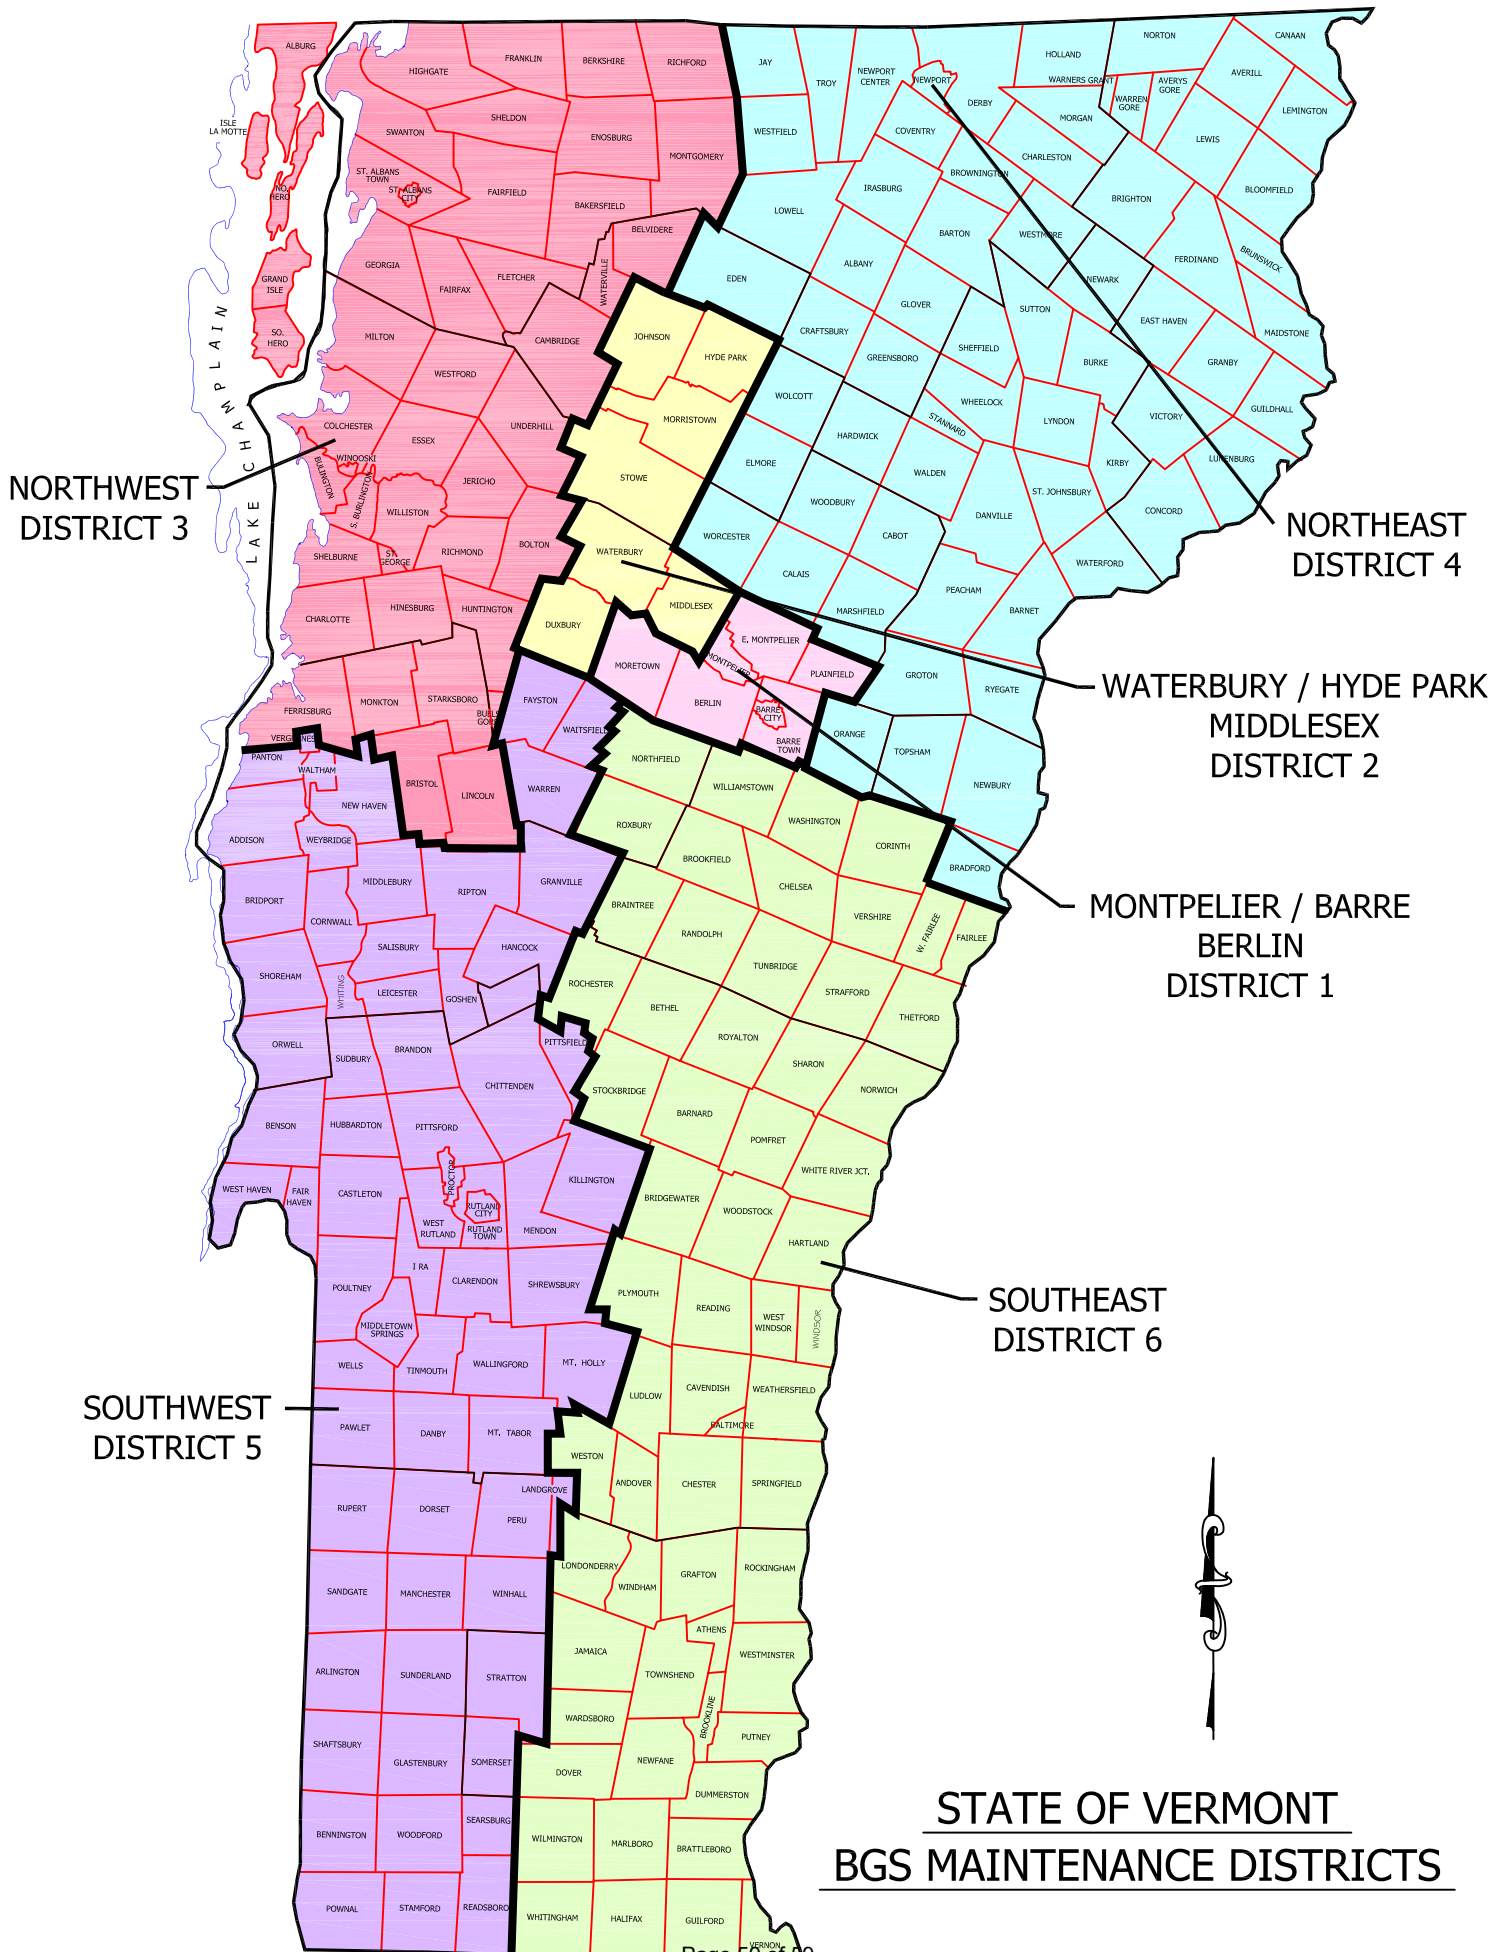 ALBURG
ISLE
LA MOTTE
NO.
HERO
GRAND
ISLE
SO.
HERO
LAKE CHAMPLAIN
HIGHGATE
FRANKLIN
BERKSHIRE
RICHFORD
SWANTON
SHELDON
ENOSBURG
MONTGOMERY
ST. ALBANS
TOWN
ST. ALBANS
CITY
FAIRFIELD
BAKERSFIELD
BELVIDERE
WATERVILLE
GEORGIA
FAIRFAX
FLETCHER
CAMBRIDGE
MILTON
WESTFORD
COLCHESTER
ESSEX
UNDERHILL
WINOOSKI
BULINGTON
S. BURLINGTON
WILLISTON
JERICHO
BOLTON
SHELBURNE
ST.
GEORGE
RICHMOND
CHARLOTTE
HINESBURG
HUNTINGTON
FERRISBURG
MONKTON
STARKSBORO
BUELS
GORE
BRISTOL
LINCOLN
JAY
TROY
NEWPORT
CENTER
NEWPORT
DERBY
HOLLAND
NORTON
CANAAN
WARNERS GRANT
WARREN
GORE
AVERYS
GORE
AVERILL
LEMINGTON
WESTFIELD
COVENTRY
MORGAN
LEWIS
CHARLESTON
BROWNINGTON
BLOOMFIELD
LOWELL
IRASBURG
BRIGHTON
BARTON
WESTMORE
FERDINAND
BRUNSWICK
EDEN
ALBANY
NEWARK
GLOVER
SUTTON
EAST HAVEN
MAIDSTONE
CRAFTSBURY
GREENSBORO
SHEFFIELD
BURKE
GRANBY
WOLCOTT
WHEELOCK
STANNARD
LYNDON
VICTORY
GUILDHALL
HARDWICK
ELMORE
WALDEN
KIRBY
LUNENBURG
WOODBURY
ST. JOHNSBURY
DANVILLE
CONCORD
WORCESTER
CABOT
WATERFORD
CALAIS
PEACHAM
MARSHFIELD
BARNET
GROTON
RYEGATE
ORANGE
TOPSHAM
NEWBURY
BRADFORD
JOHNSON
HYDE PARK
MORRISTOWN
STOWE
WATERBURY
MIDDLESEX
DUXBURY
MORETOWN
MONTPELIER
E. MONTPELIER
PLAINFIELD
BERLIN
BARRE
CITY
BARRE
TOWN
FAYSTON
WAITSFIELD
WARREN
VERGENNES
PANTON
WALTHAM
NEW HAVEN
ADDISON
WEYBRIDGE
MIDDLEBURY
RIPTON
GRANVILLE
BRIDPORT
CORNWALL
SALISBURY
HANCOCK
SHOREHAM
WHITING
LEICESTER
GOSHEN
ORWELL
SUDBURY
BRANDON
CHITTENDEN
PITTSFIELD
BENSON
HUBBARDTON
PITTSFORD
WEST HAVEN
FAIR
HAVEN
CASTLETON
PROCTOR
RUTLAND
CITY
KILLINGTON
WEST
RUTLAND
RUTLAND
TOWN
MENDON
I RA
POULTNEY
CLARENDON
SHREWSBURY
MIDDLETOWN
SPRINGS
WELLS
TINMOUTH
WALLINGFORD
MT. HOLLY
PAWLET
DANBY
MT. TABOR
LANDGROVE
RUPERT
DORSET
PERU
SANDGATE
MANCHESTER
WINHALL
ARLINGTON
SUNDERLAND
STRATTON
SHAFTSBURY
GLASTENBURY
SOMERSET
BENNINGTON
WOODFORD
SEARSBURG
POWNAL
STAMFORD
READSBORO
NORTHFIELD
WILLIAMSTOWN
WASHINGTON
ROXBURY
BROOKFIELD
CORINTH
CHELSEA
BRAINTREE
VERSHIRE
W. FAIRLEE
FAIRLEE
RANDOLPH
TUNBRIDGE
ROCHESTER
STRAFFORD
THETFORD
BETHEL
ROYALTON
SHARON
NORWICH
STOCKBRIDGE
BARNARD
POMFRET
WHITE RIVER JCT.
BRIDGEWATER
WOODSTOCK
HARTLAND
PLYMOUTH
READING
WEST
WINDSOR
WINDSOR
LUDLOW
CAVENDISH
WEATHERSFIELD
BALTIMORE
WESTON
ANDOVER
CHESTER
SPRINGFIELD
LONDONDERRY
WINDHAM
GRAFTON
ROCKINGHAM
JAMAICA
ATHENS
TOWNSHEND
WESTMINSTER
WARDSBORO
BROOKLINE
PUTNEY
NEWFANE
DOVER
DUMMERSTON
WILMINGTON
MARLBORO
BRATTLEBORO
WHITINGHAM
HALIFAX
GUILFORD
VERNON
NORTHWEST
DISTRICT 3
NORTHEAST
DISTRICT 4
WATERBURY / HYDE PARK
MIDDLESEX
DISTRICT 2
MONTPELIER / BARRE
BERLIN
DISTRICT 1
SOUTHEAST
DISTRICT 6
SOUTHWEST
DISTRICT 5
STATE OF VERMONT
BGS MAINTENANCE DISTRICTS
Page 50 of 50